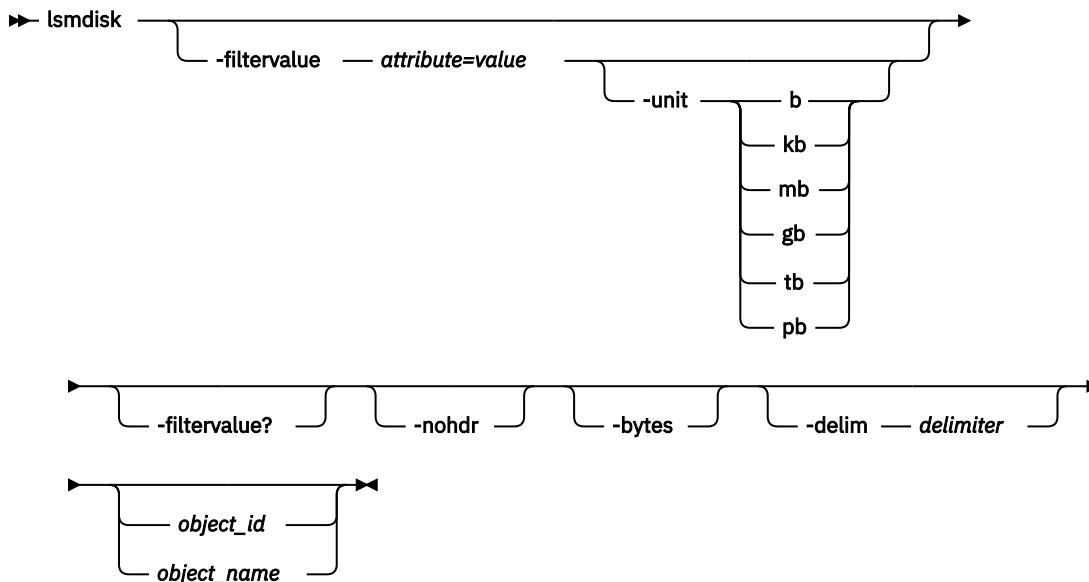 lsmdisk
-filtervalue attribute=value
-unit b
kb
mb
gb
tb
pb
-filtervalue? -nohdr -bytes -delim delimiter
object_id
object_name